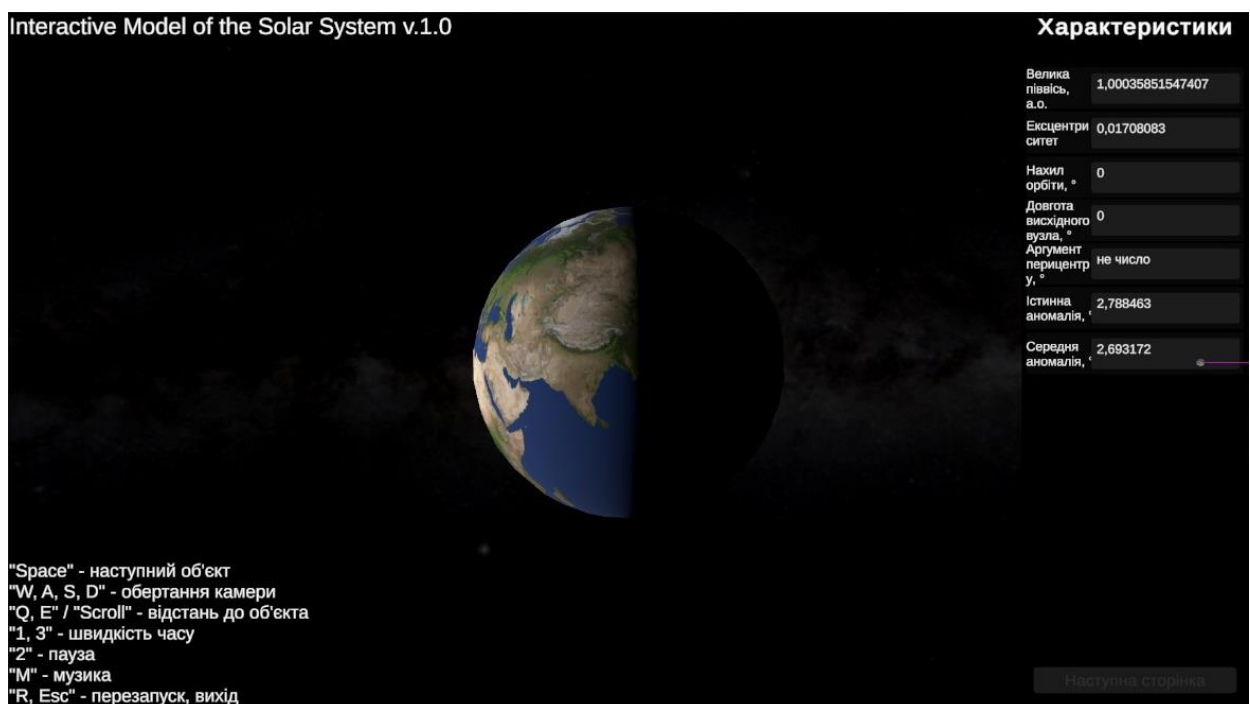 Interactive Model of the Solar System v.1.0
Характеристики
Велика
піввісь,
а.о.
1,00035851547407
Ексцентри
ситет
0,01708083
Нахил
орбіти, °
0
Довгота
висхідного
вузла, °
0
Аргумент
перицентр
у, °
не число
Істинна
аномалія, °
2,788463
Середня
аномалія, °
2,693172
"Space" - наступний об'єкт
"W, A, S, D" - обертання камери
"Q, E" / "Scroll" - відстань до об'єкта
"1, 3" - швидкість часу
"2" - пауза
"M" - музика
"R, Esc" - перезапуск, вихід
Наступна сторінка